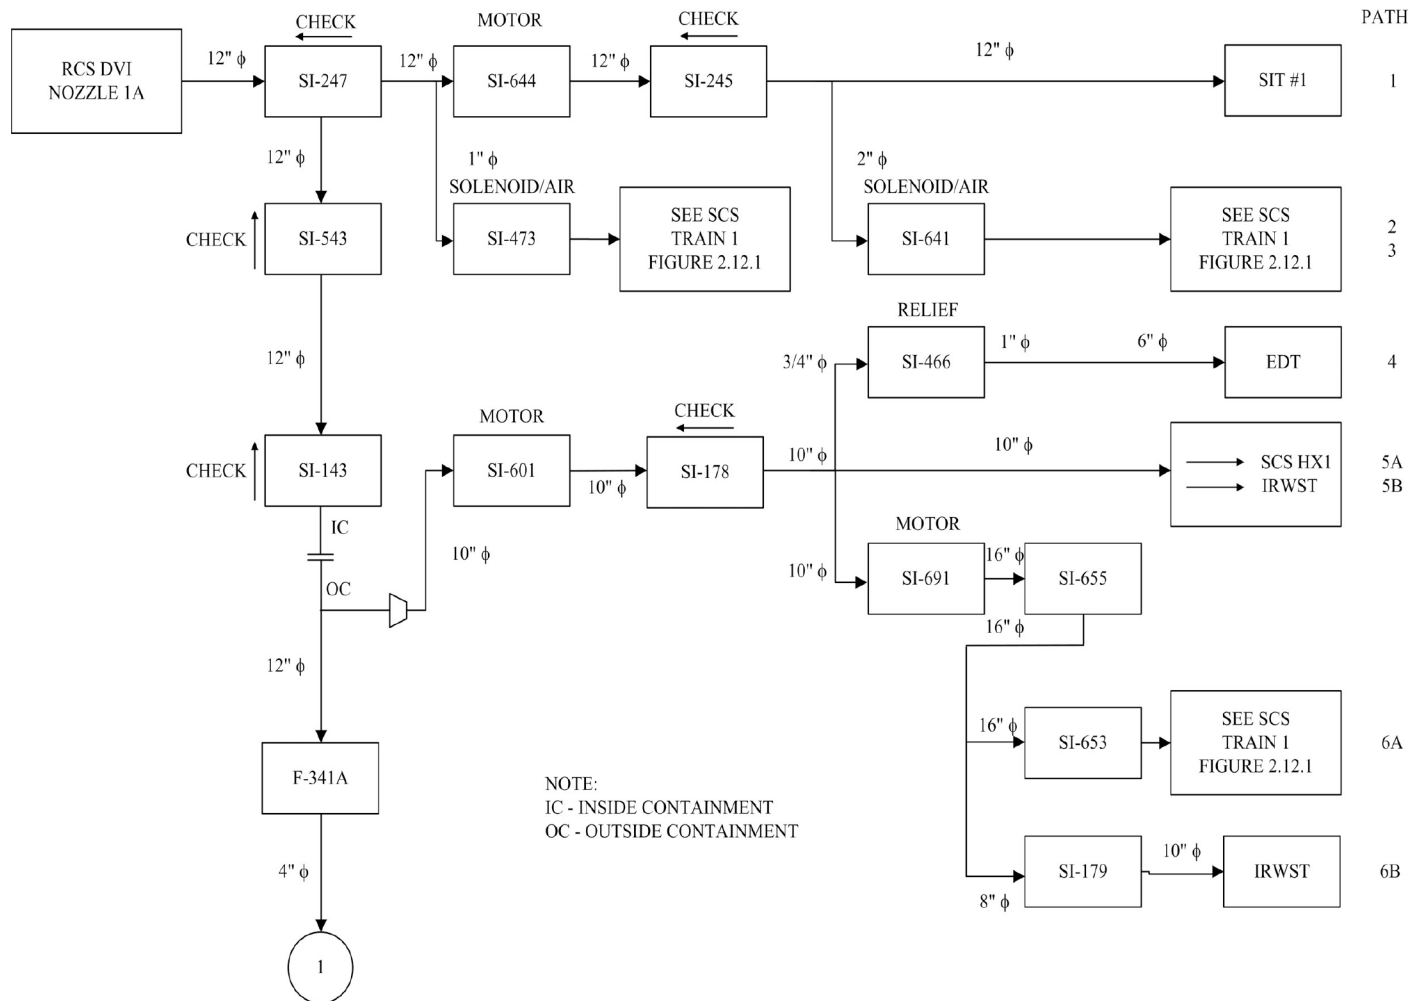 PATH
CHECK
MOTOR
CHECK
12" ϕ
12" ϕ
12" ϕ
12" ϕ
RCS DVI
NOZZLE 1A
SI-247
SI-644
SI-245
SIT #1
1
12" ϕ
1" ϕ
2" ϕ
SOLENOID/AIR
SOLENOID/AIR
CHECK
SI-543
SI-473
SEE SCS
TRAIN 1
FIGURE 2.12.1
SI-641
SEE SCS
TRAIN 1
FIGURE 2.12.1
2
3
RELIEF
12" ϕ
3/4" ϕ
SI-466
1" ϕ
6" ϕ
EDT
4
MOTOR
CHECK
CHECK
SI-143
SI-601
10" ϕ
SI-178
10" ϕ
10" ϕ
SCS HX1
IRWST
5A
5B
IC
OC
10" ϕ
MOTOR
10" ϕ
SI-691
16" ϕ
SI-655
16" ϕ
12" ϕ
16" ϕ
SI-653
SEE SCS
TRAIN 1
FIGURE 2.12.1
6A
F-341A
NOTE:
IC - INSIDE CONTAINMENT
OC - OUTSIDE CONTAINMENT
4" ϕ
8" ϕ
SI-179
10" ϕ
IRWST
6B
1